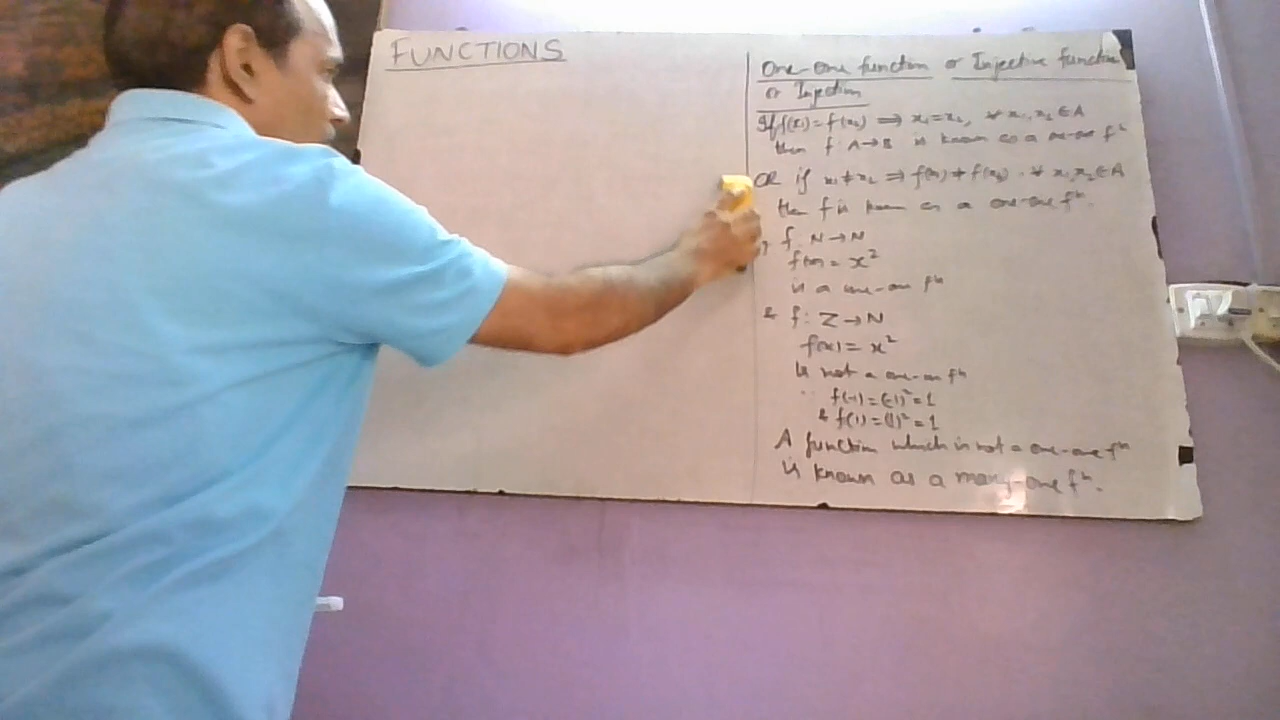 FUNCTIONS
One-One function or Injective function
or Injection
If f(x₁) = f(x₂) ⟹ x₁ = x₂, ∀ x₁, x₂ ∈ A
then f: A → B is known as a one-one fⁿ
OR if x₁ ≠ x₂ ⟹ f(x₁) ≠ f(x₂) ∀ x₁, x₂ ∈ A
then f is known as a one-one fⁿ.
f: N → N
f(x) = x²
is a one-one fⁿ
& f: Z → N
f(x) = x²
is not a one-one fⁿ
∵ f(-1) = (-1)² = 1
& f(1) = (1)² = 1
A function which is not a one-one fⁿ
is known as a many-one fⁿ.